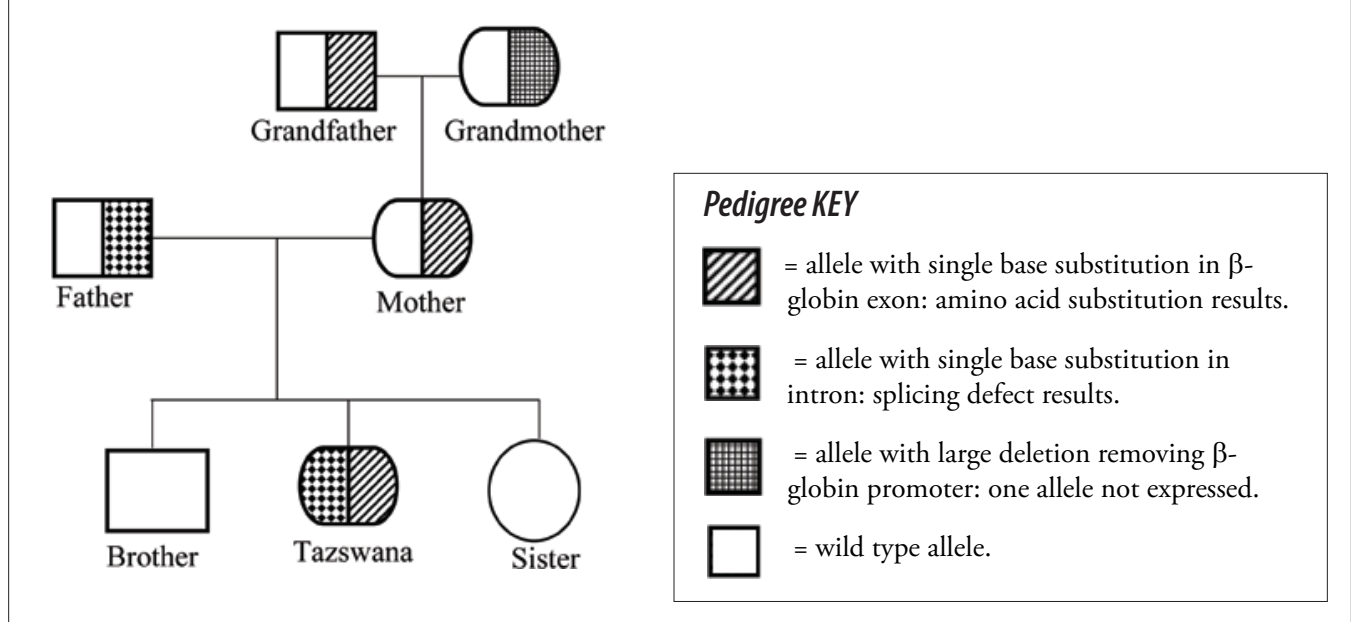 Grandfather
Grandmother
Father
Mother
Brother
Tazswana
Sister
Pedigree KEY
= allele with single base substitution in β-
globin exon: amino acid substitution results.
= allele with single base substitution in
intron: splicing defect results.
= allele with large deletion removing β-
globin promoter: one allele not expressed.
= wild type allele.